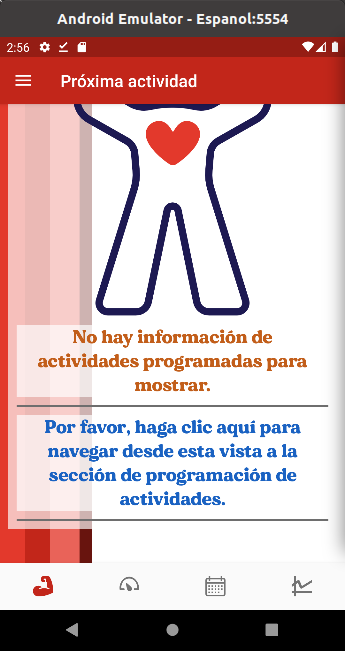 Android Emulator - Espanol:5554
2:56
Próxima actividad
No hay información de
actividades programadas para
mostrar.
Por favor, haga clic aquí para
navegar desde esta vista a la
sección de programación de
actividades.